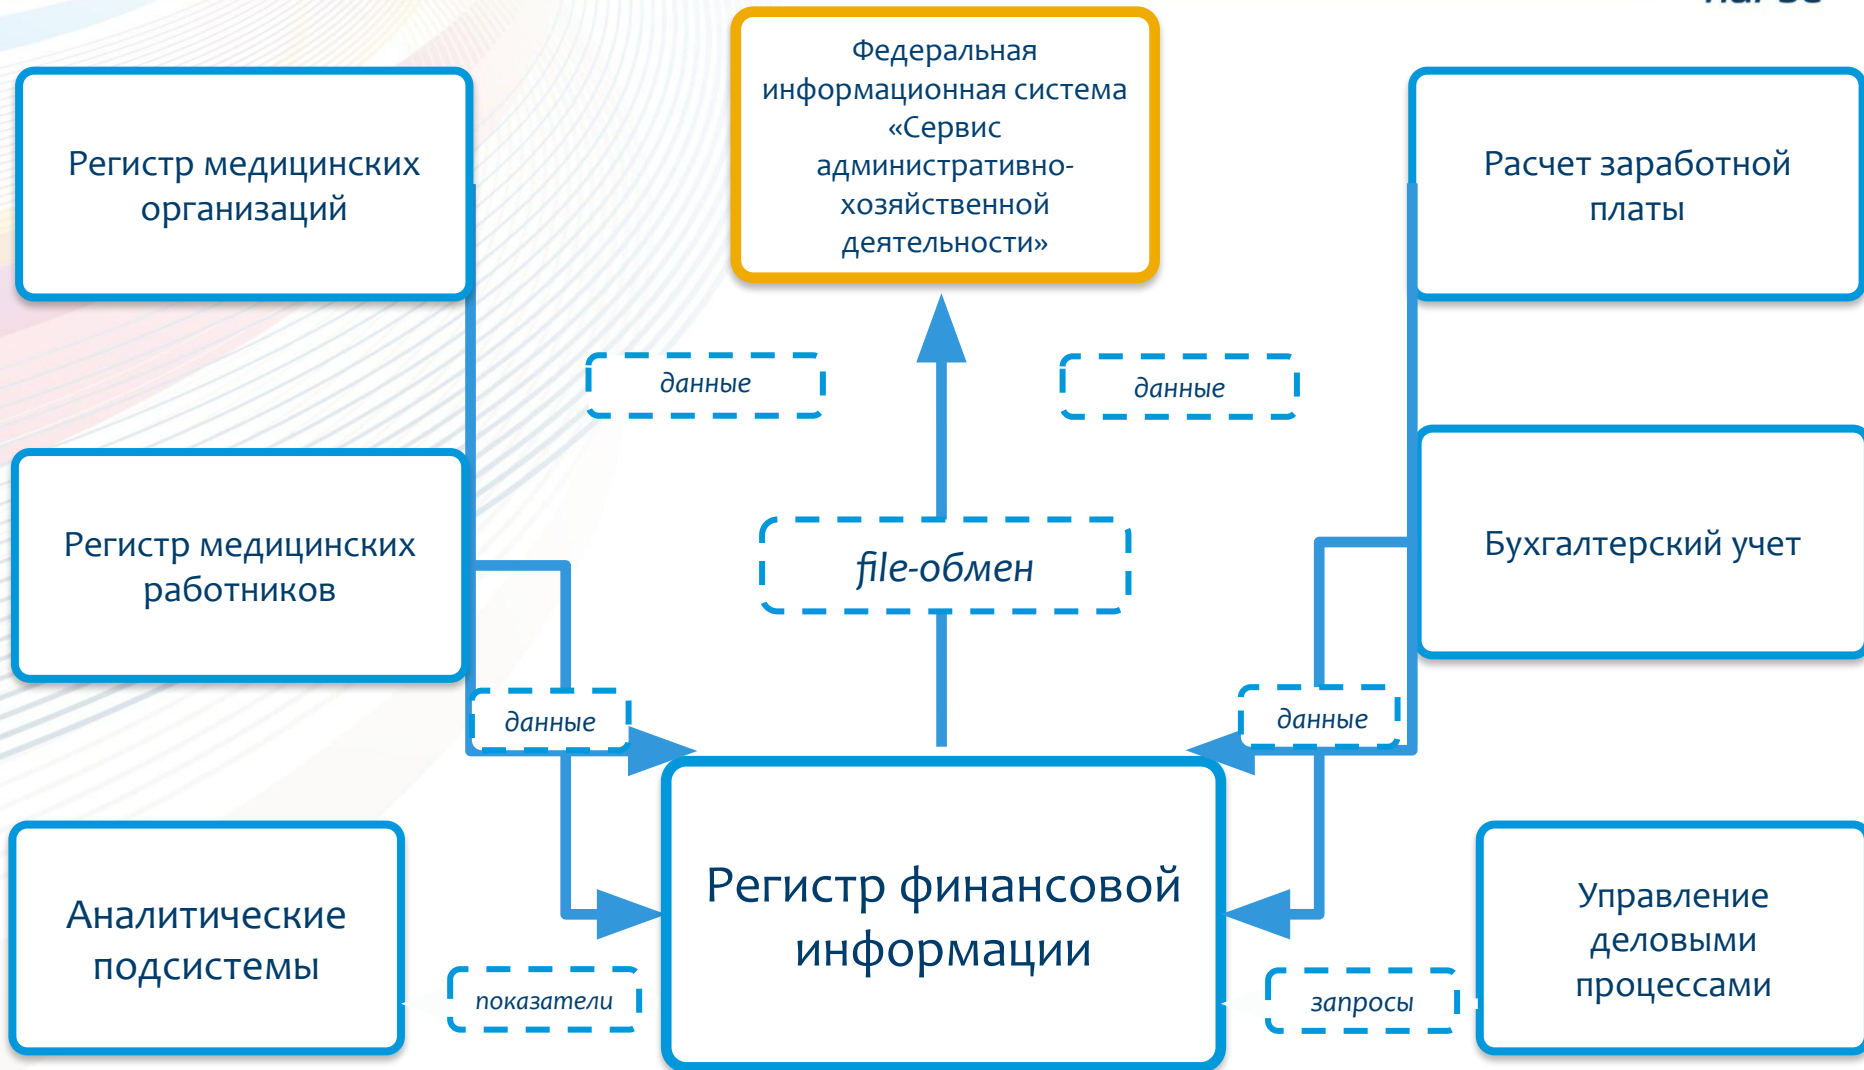 Федеральная
информационная система
«Сервис
административно-
хозяйственной
деятельности»
Регистр медицинских
организаций
Расчет заработной
платы
данные
данные
Регистр медицинских
работников
file-обмен
Бухгалтерский учет
данные
данные
Аналитические
подсистемы
показатели
Регистр финансовой
информации
запросы
Управление
деловыми
процессами